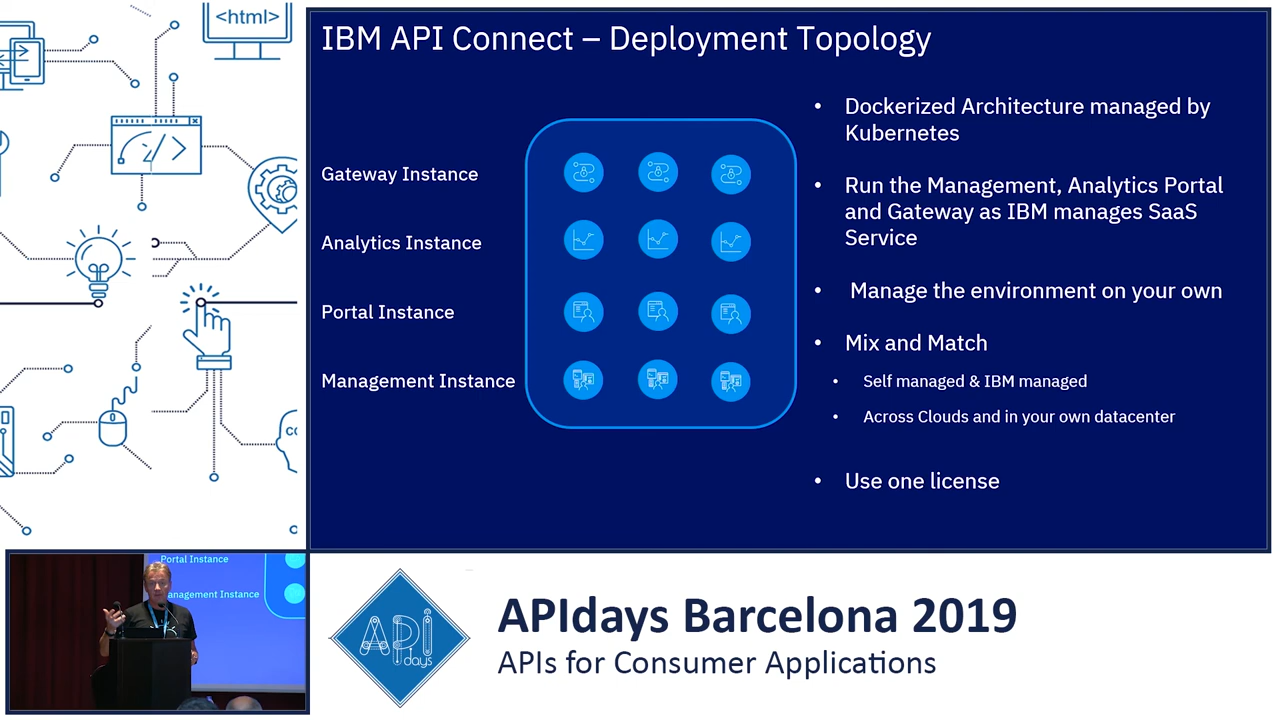 <html>
IBM API Connect – Deployment Topology
Gateway Instance
Analytics Instance
Portal Instance
Management Instance
• Dockerized Architecture managed by
Kubernetes
• Run the Management, Analytics Portal
and Gateway as IBM manages SaaS
Service
• Manage the environment on your own
• Mix and Match
• Self managed & IBM managed
• Across Clouds and in your own datacenter
• Use one license
Portal Instance
anagement Instance
API
days
APIdays Barcelona 2019
APIs for Consumer Applications